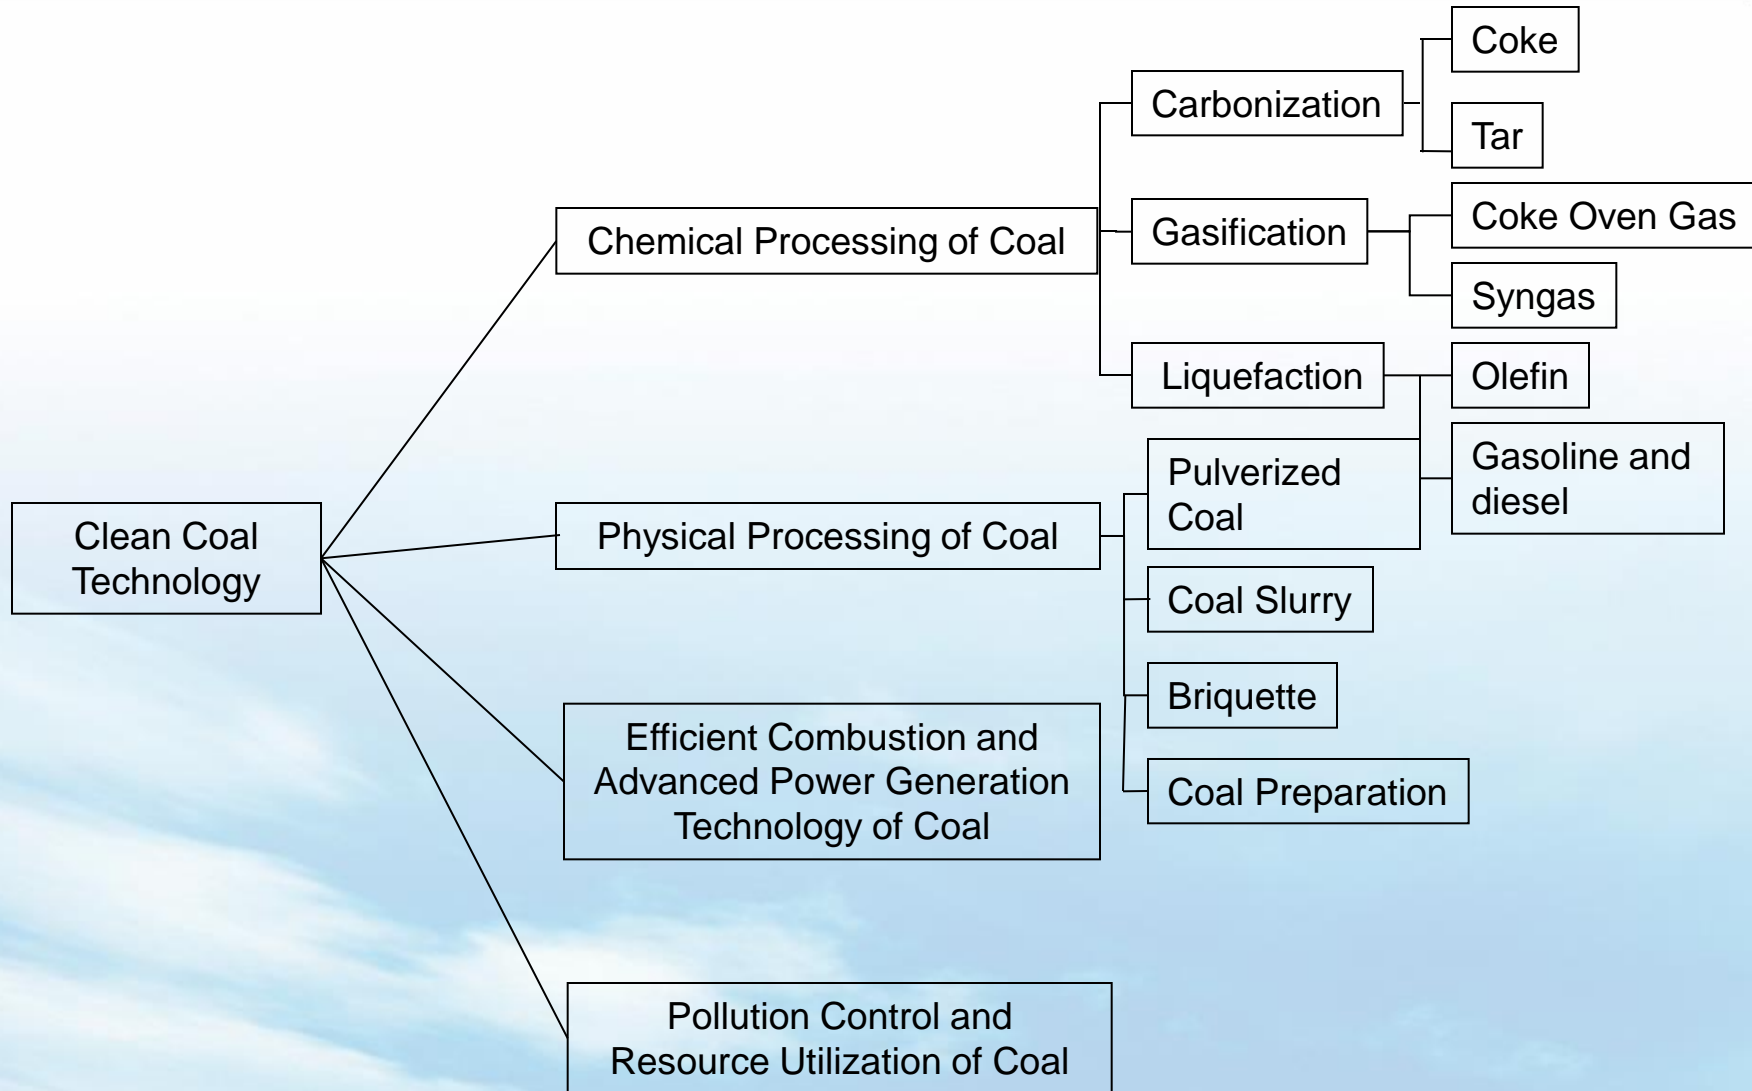 Clean Coal
Technology
Chemical Processing of Coal
Carbonization
Coke
Tar
Gasification
Coke Oven Gas
Syngas
Liquefaction
Olefin
Gasoline and
diesel
Physical Processing of Coal
Pulverized
Coal
Coal Slurry
Briquette
Coal Preparation
Efficient Combustion and
Advanced Power Generation
Technology of Coal
Pollution Control and
Resource Utilization of Coal